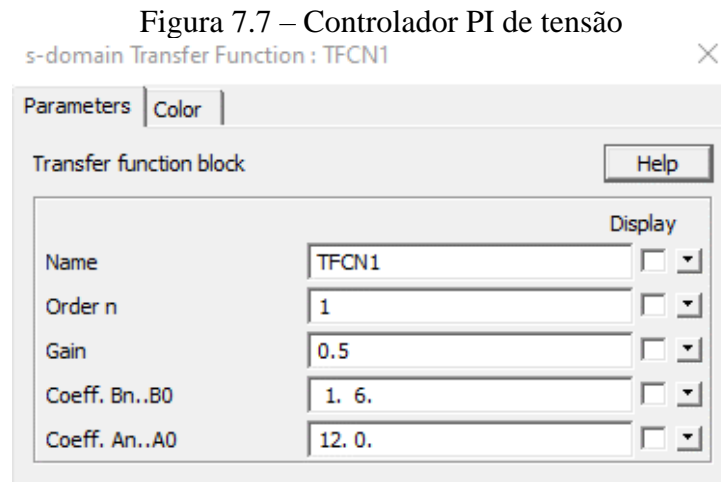 Figura 7.7 – Controlador PI de tensão
s-domain Transfer Function : TFCN1
Parameters Color
Transfer function block Help
Display
Name TFCN1
Order n 1
Gain 0.5
Coeff. Bn..B0 1. 6.
Coeff. An..A0 12. 0.